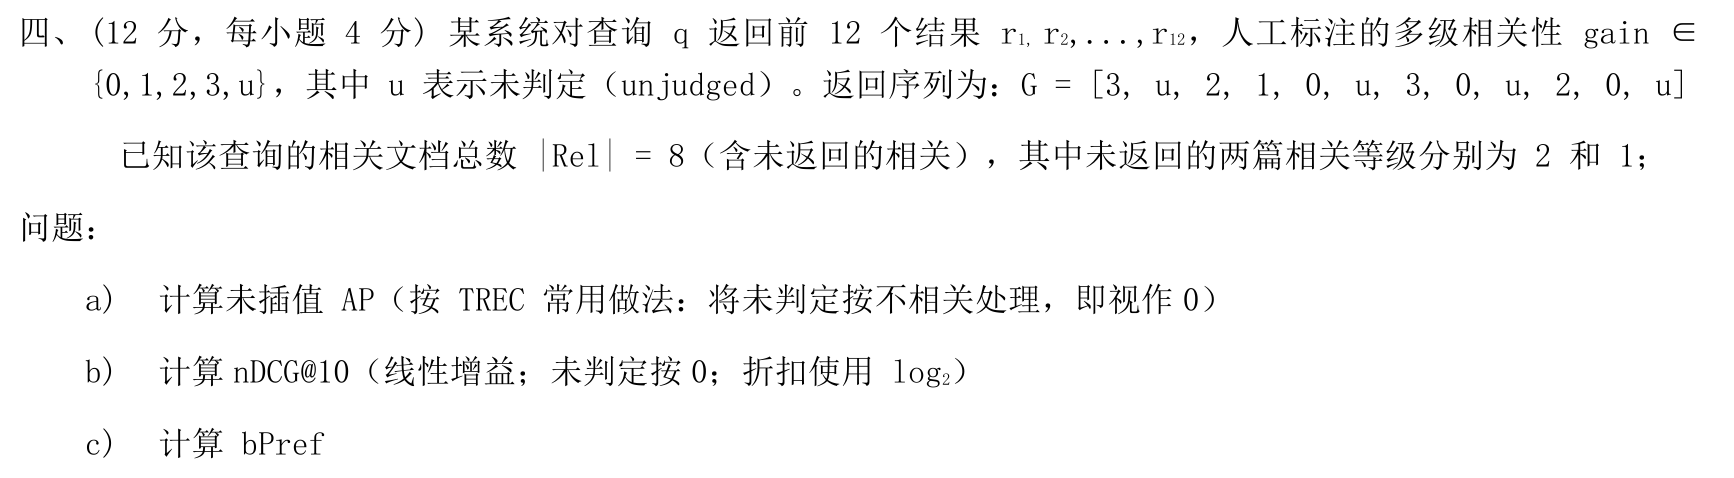 四、(12 分，每小题 4 分) 某系统对查询 q 返回前 12 个结果 r₁, r₂,...,r₁₂，人工标注的多级相关性 gain ∈
{0,1,2,3,u}，其中 u 表示未判定（unjudged）。返回序列为：G = [3, u, 2, 1, 0, u, 3, 0, u, 2, 0, u]
已知该查询的相关文档总数 |Rel| = 8（含未返回的相关），其中未返回的两篇相关等级分别为 2 和 1；
问题：
a) 计算未插值 AP（按 TREC 常用做法：将未判定按不相关处理，即视作 0）
b) 计算 nDCG@10（线性增益；未判定按 0；折扣使用 log₂）
c) 计算 bPref